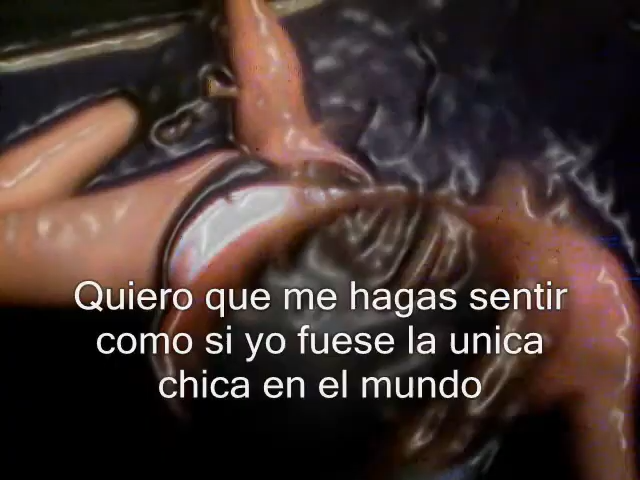 Quiero que me hagas sentir
como si yo fuese la unica
chica en el mundo